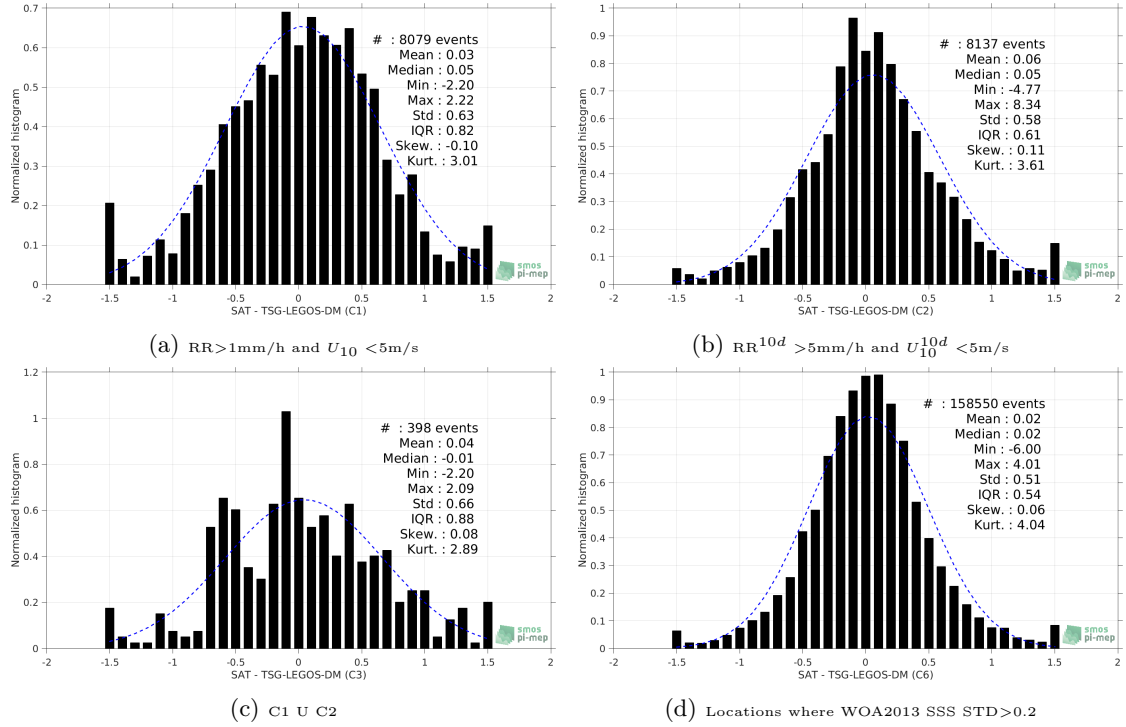 0.7
0.6
0.5
0.4
0.3
0.2
0.1
0
Normalized histogram
-2
-1.5
-1
-0.5
0
0.5
1
1.5
2
SAT - TSG-LEGOS-DM (C1)
# : 8079 events
Mean : 0.03
Median : 0.05
Min : -2.20
Max : 2.22
Std : 0.63
IQR : 0.82
Skew. : -0.10
Kurt. : 3.01
smos
pi-mep
(a) RR>1mm/h and U10 <5m/s
1
0.9
0.8
0.7
0.6
0.5
0.4
0.3
0.2
0.1
0
Normalized histogram
-2
-1.5
-1
-0.5
0
0.5
1
1.5
2
SAT - TSG-LEGOS-DM (C2)
# : 8137 events
Mean : 0.06
Median : 0.05
Min : -4.77
Max : 8.34
Std : 0.58
IQR : 0.61
Skew. : 0.11
Kurt. : 3.61
smos
pi-mep
(b) RR^10d >5mm/h and U10^10d <5m/s
1.2
1
0.8
0.6
0.4
0.2
0
Normalized histogram
-2
-1.5
-1
-0.5
0
0.5
1
1.5
2
SAT - TSG-LEGOS-DM (C3)
# : 398 events
Mean : 0.04
Median : -0.01
Min : -2.20
Max : 2.09
Std : 0.66
IQR : 0.88
Skew. : 0.08
Kurt. : 2.89
smos
pi-mep
(c) C1 U C2
1
0.9
0.8
0.7
0.6
0.5
0.4
0.3
0.2
0.1
0
Normalized histogram
-2
-1.5
-1
-0.5
0
0.5
1
1.5
2
SAT - TSG-LEGOS-DM (C6)
# : 158550 events
Mean : 0.02
Median : 0.02
Min : -6.00
Max : 4.01
Std : 0.51
IQR : 0.54
Skew. : 0.06
Kurt. : 4.04
smos
pi-mep
(d) Locations where WOA2013 SSS STD>0.2